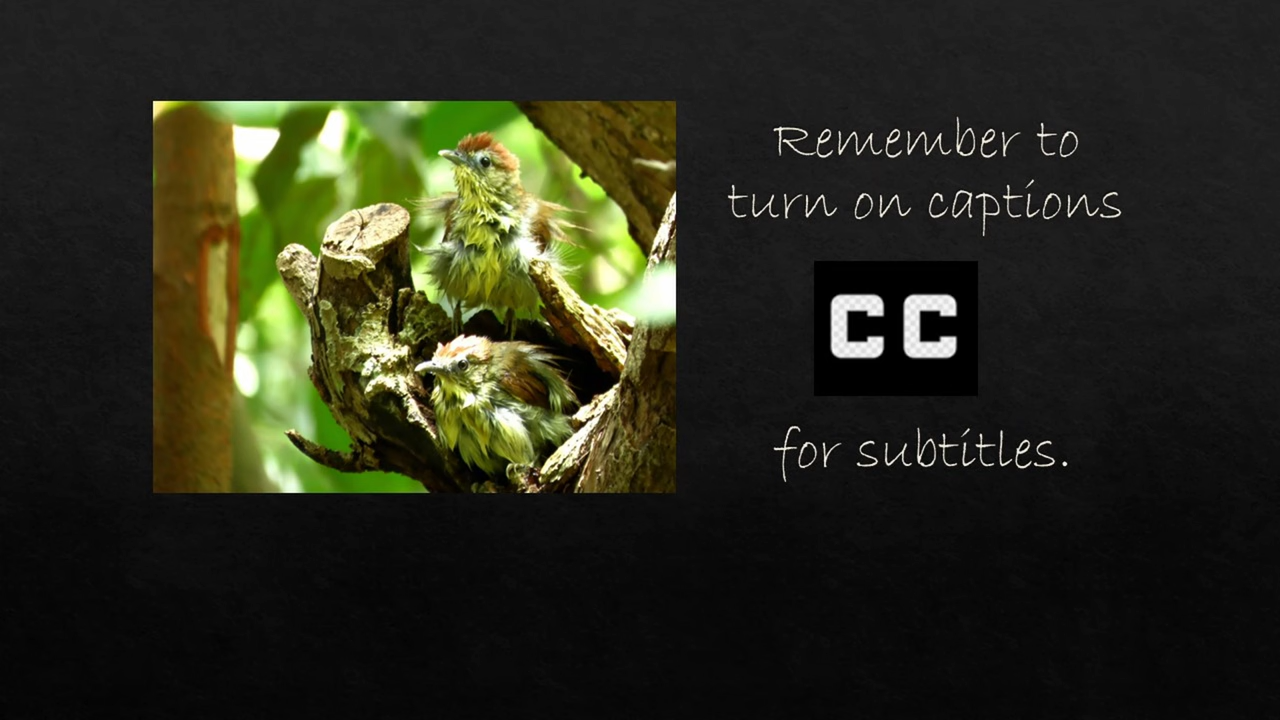 Remember to
turn on captions
CC
for subtitles.